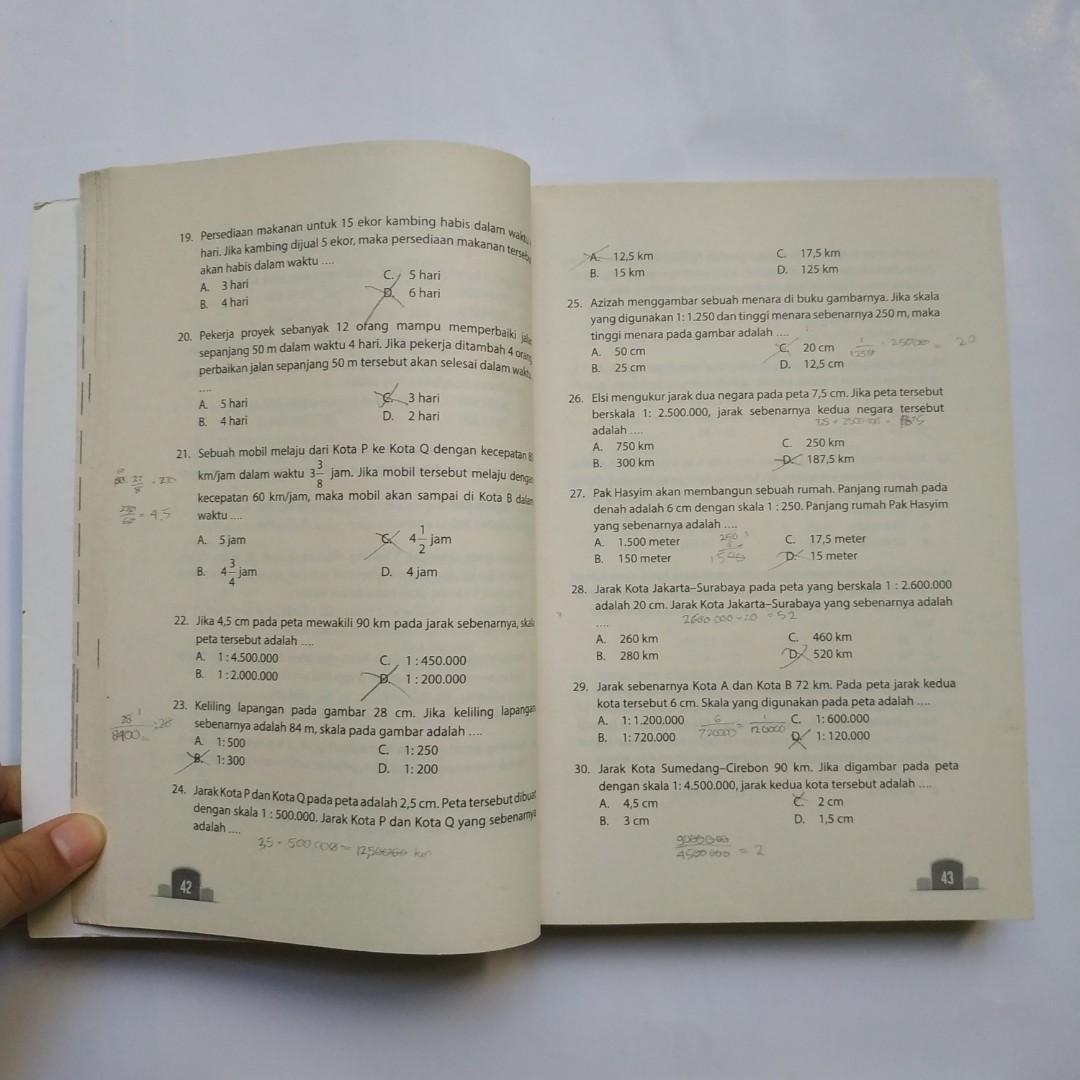 19. Persediaan makanan untuk 15 ekor kambing habis dalam waktu
hari. Jika kambing dijual 5 ekor, maka persediaan makanan
akan habis dalam waktu ....
A. 3 hari
B. 4 hari
C. 5 hari
D. 6 hari
20. Pekerja proyek sebanyak 12 orang mampu memperbaiki
sepanjang 50 m dalam waktu 4 hari. Jika pekerja ditambah 4 orang
perbaikan jalan sepanjang 50 m tersebut akan selesai dalam
....
A. 5 hari
B. 4 hari
C. 3 hari
D. 2 hari
21. Sebuah mobil melaju dari Kota P ke Kota Q dengan kecepatan
km/jam dalam waktu 3 3/8 jam. Jika mobil tersebut melaju
kecepatan 60 km/jam, maka mobil akan sampai di Kota B dalam
waktu ....
27/8
= 4,5
A. 5 jam
B. 4 3/4 jam
C. 4 1/2 jam
D. 4 jam
22. Jika 4,5 cm pada peta mewakili 90 km pada jarak sebenarnya,
peta tersebut adalah ....
A. 1 : 4.500.000
B. 1 : 2.000.000
C. 1 : 450.000
D. 1 : 200.000
23. Keliling lapangan pada gambar 28 cm. Jika keliling lapangan
sebenarnya adalah 84 m, skala pada gambar adalah ....
28
8400
A. 1: 500
B. 1: 300
C. 1: 250
D. 1: 200
24. Jarak Kota P dan Kota Q pada peta adalah 2,5 cm. Peta tersebut
dengan skala 1 : 500.000. Jarak Kota P dan Kota Q yang
adalah ....
42
A. 12,5 km
B. 15 km
C. 17,5 km
D. 125 km
25. Azizah menggambar sebuah menara di buku gambarnya. Jika skala
yang digunakan 1: 1.250 dan tinggi menara sebenarnya 250 m, maka
tinggi menara pada gambar adalah ....
A. 50 cm
B. 25 cm
C. 20 cm
D. 12,5 cm
1/1250 · 25000 = 20
26. Elsi mengukur jarak dua negara pada peta 7,5 cm. Jika peta tersebut
berskala 1: 2.500.000, jarak sebenarnya kedua negara tersebut
adalah ....
A. 750 km
B. 300 km
C. 250 km
D. 187,5 km
27. Pak Hasyim akan membangun sebuah rumah. Panjang rumah pada
denah adalah 6 cm dengan skala 1 : 250. Panjang rumah Pak Hasyim
yang sebenarnya adalah ....
A. 1.500 meter
B. 150 meter
250
C. 17,5 meter
D. 15 meter
28. Jarak Kota Jakarta–Surabaya pada peta yang berskala 1 : 2.600.000
adalah 20 cm. Jarak Kota Jakarta–Surabaya yang sebenarnya adalah
....
= 52
A. 260 km
B. 280 km
C. 460 km
D. 520 km
29. Jarak sebenarnya Kota A dan Kota B 72 km. Pada peta jarak kedua
kota tersebut 6 cm. Skala yang digunakan pada peta adalah ....
A. 1: 1.200.000
B. 1: 720.000
C. 1: 600.000
D. 1: 120.000
6/720000 = 1/120000
30. Jarak Kota Sumedang–Cirebon 90 km. Jika digambar pada peta
dengan skala 1: 4.500.000, jarak kedua kota tersebut adalah ....
A. 4,5 cm
B. 3 cm
C. 2 cm
D. 1,5 cm
9000000/4500000 = 2
43